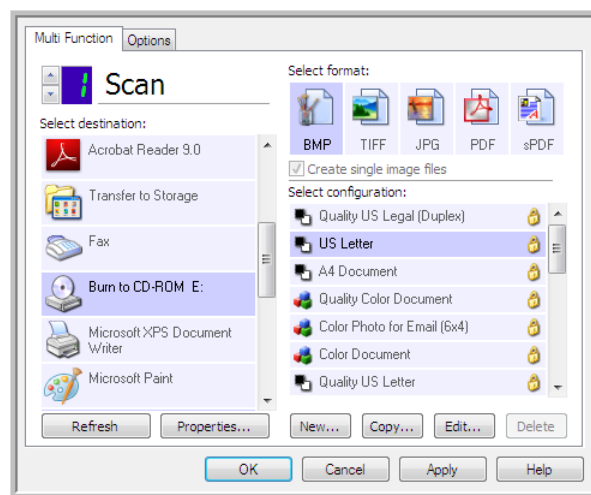 Multi Function
Options
1 Scan
Select destination:
Acrobat Reader 9.0
Transfer to Storage
Fax
Burn to CD-ROM E:
Microsoft XPS Document
Writer
Microsoft Paint
Refresh
Properties...
Select format:
BMP TIFF JPG PDF sPDF
Create single image files
Select configuration:
Quality US Legal (Duplex)
US Letter
A4 Document
Quality Color Document
Color Photo for Email (6x4)
Color Document
Quality US Letter
New... Copy... Edit... Delete
OK Cancel Apply Help